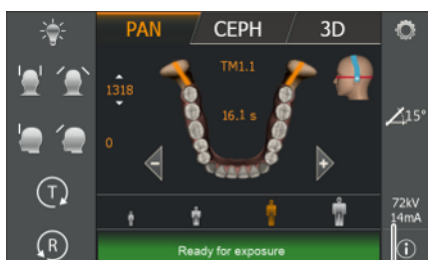 PAN
CEPH
3D
TM1.1
1318
16.1 s
15°
0
T
72kV
14mA
R
Ready for exposure